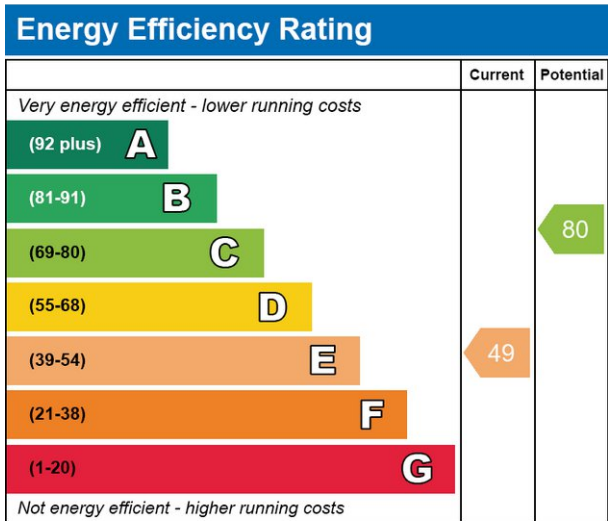 Energy Efficiency Rating
Current Potential
Very energy efficient - lower running costs
(92 plus) A
(81-91) B
(69-80) C
80
(55-68) D
(39-54) E
49
(21-38) F
(1-20) G
Not energy efficient - higher running costs